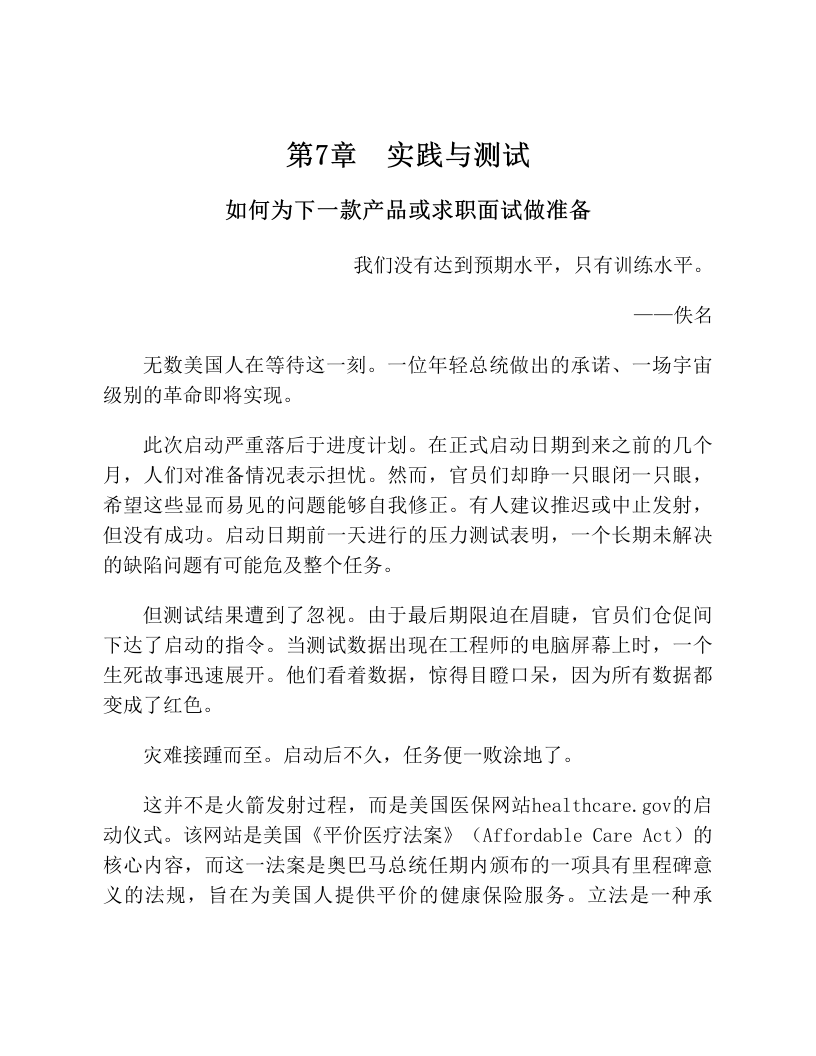 第7章　实践与测试
如何为下一款产品或求职面试做准备
我们没有达到预期水平，只有训练水平。
——佚名
无数美国人在等待这一刻。一位年轻总统做出的承诺、一场宇宙
级别的革命即将实现。
此次启动严重落后于进度计划。在正式启动日期到来之前的几个
月，人们对准备情况表示担忧。然而，官员们却睁一只眼闭一只眼，
希望这些显而易见的问题能够自我修正。有人建议推迟或中止发射，
但没有成功。启动日期前一天进行的压力测试表明，一个长期未解决
的缺陷问题有可能危及整个任务。
但测试结果遭到了忽视。由于最后期限迫在眉睫，官员们仓促间
下达了启动的指令。当测试数据出现在工程师的电脑屏幕上时，一个
生死故事迅速展开。他们看着数据，惊得目瞪口呆，因为所有数据都
变成了红色。
灾难接踵而至。启动后不久，任务便一败涂地了。
这并不是火箭发射过程，而是美国医保网站healthcare.gov的启
动仪式。该网站是美国《平价医疗法案》（Affordable Care Act）的
核心内容，而这一法案是奥巴马总统任期内颁布的一项具有里程碑意
义的法规，旨在为美国人提供平价的健康保险服务。立法是一种承